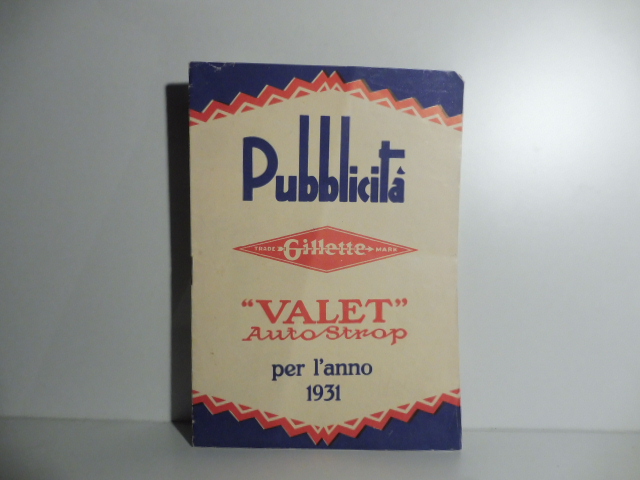 Pubblicità
TRADE Gillette MARK
"VALET"
AutoStrop
per l'anno
1931